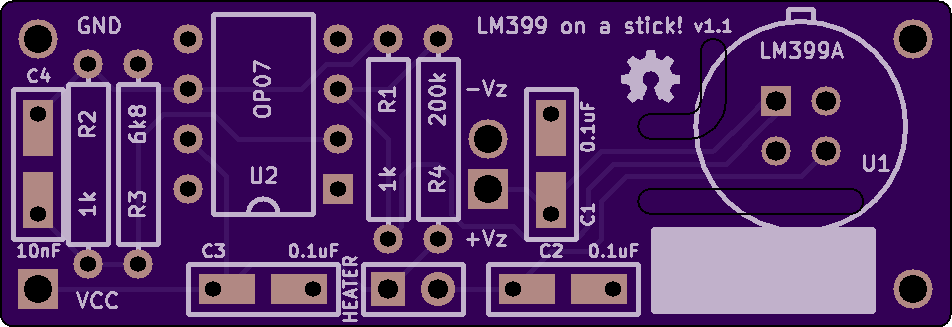 GND
LM399 on a stick! v1.1
C4
LM399A
R2
1k
6k8
R3
OP07
U2
R1
1k
200k
R4
-Vz
+Vz
0.1uF
C1
U1
10nF
VCC
C3
0.1uF
HEATER
C2
0.1uF